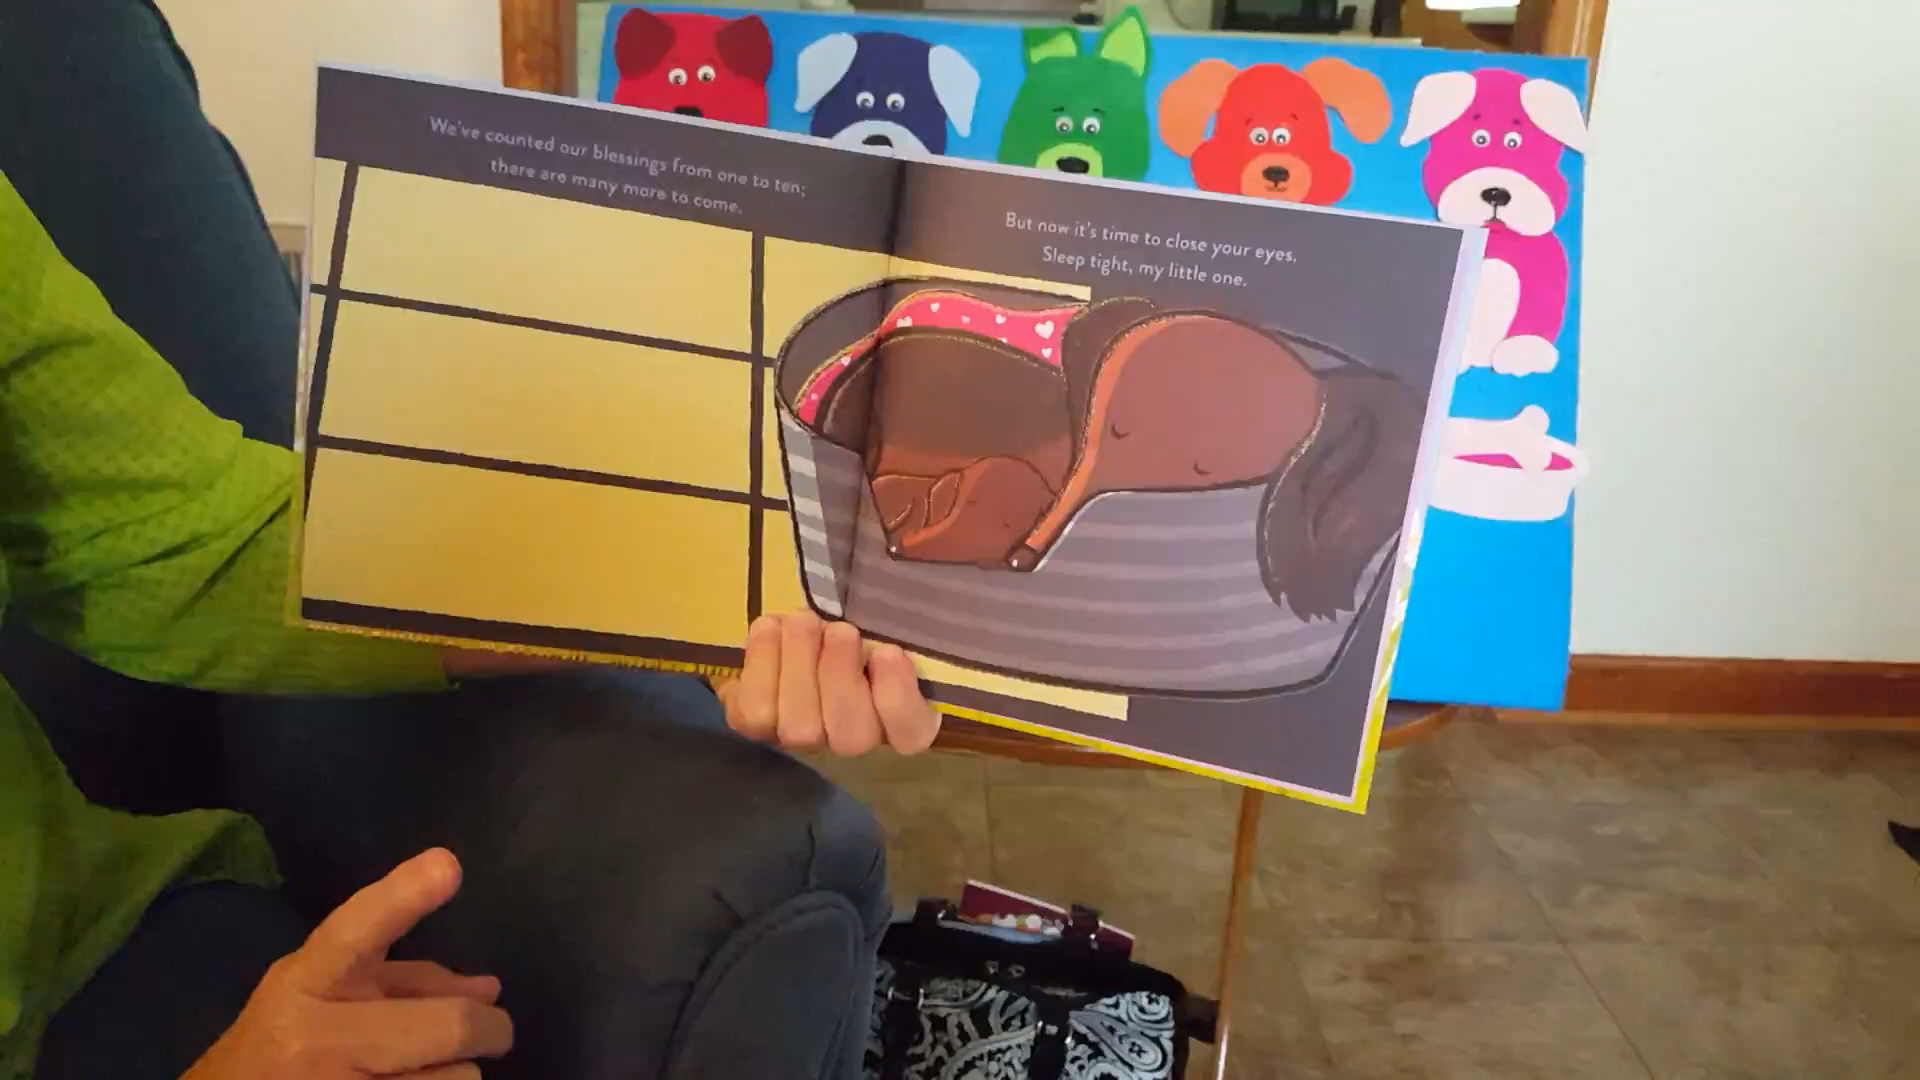 We've counted our blessings from one to ten;
there are many more to come.
But now it's time to close your eyes.
Sleep tight, my little one.